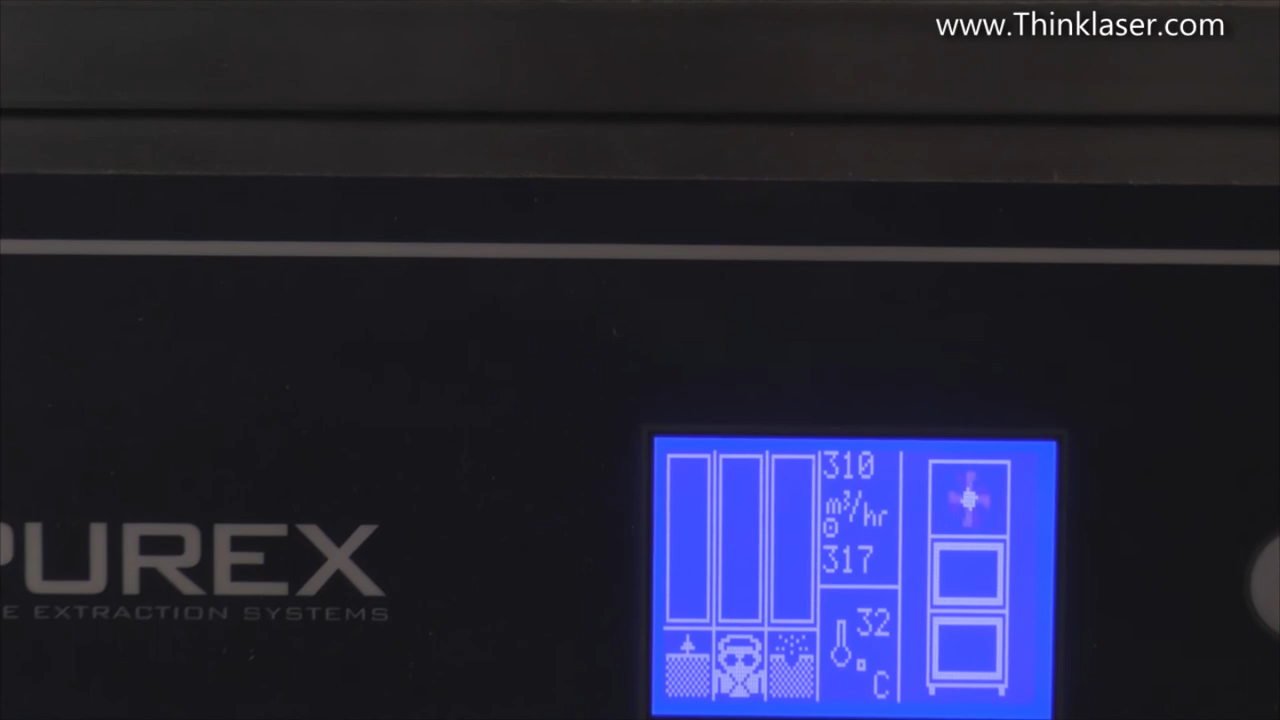 www.Thinklaser.com
PUREX
E EXTRACTION SYSTEMS
310
m³/hr
@
317
32
°C